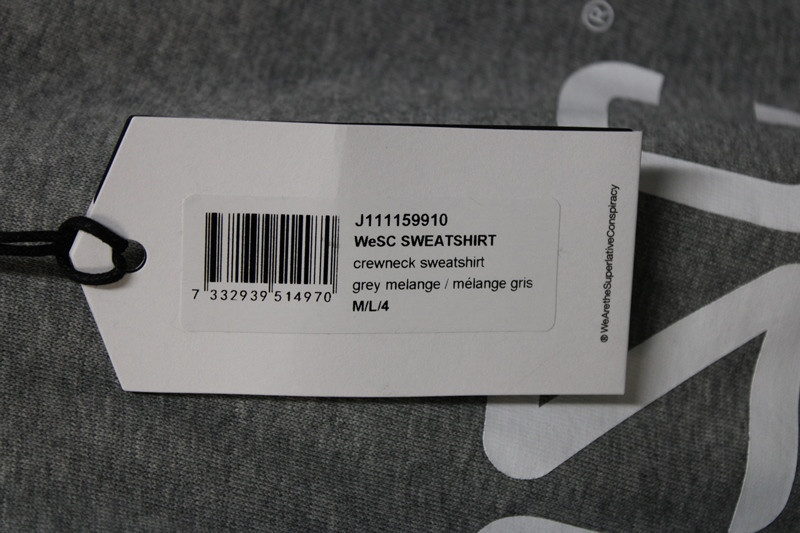 J111159910
WeSC SWEATSHIRT
crewneck sweatshirt
grey melange / mélange gris
M/L/4
7 332939 514970
® WeAretheSuperlativeConspiracy
®